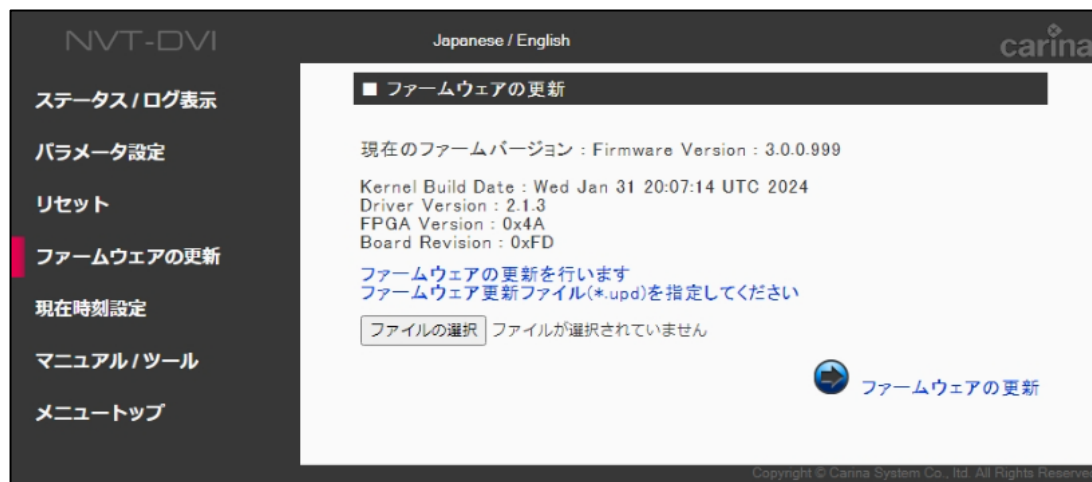 NVT-DVI
Japanese / English
carina
ステータス / ログ表示
パラメータ設定
リセット
ファームウェアの更新
現在時刻設定
マニュアル / ツール
メニュートップ
■ ファームウェアの更新
現在のファームバージョン : Firmware Version : 3.0.0.999
Kernel Build Date : Wed Jan 31 20:07:14 UTC 2024
Driver Version : 2.1.3
FPGA Version : 0x4A
Board Revision : 0xFD
ファームウェアの更新を行います
ファームウェア更新ファイル(*.upd)を指定してください
ファイルの選択 ファイルが選択されていません
ファームウェアの更新
Copyright © Carina System Co., ltd. All Rights Reserve